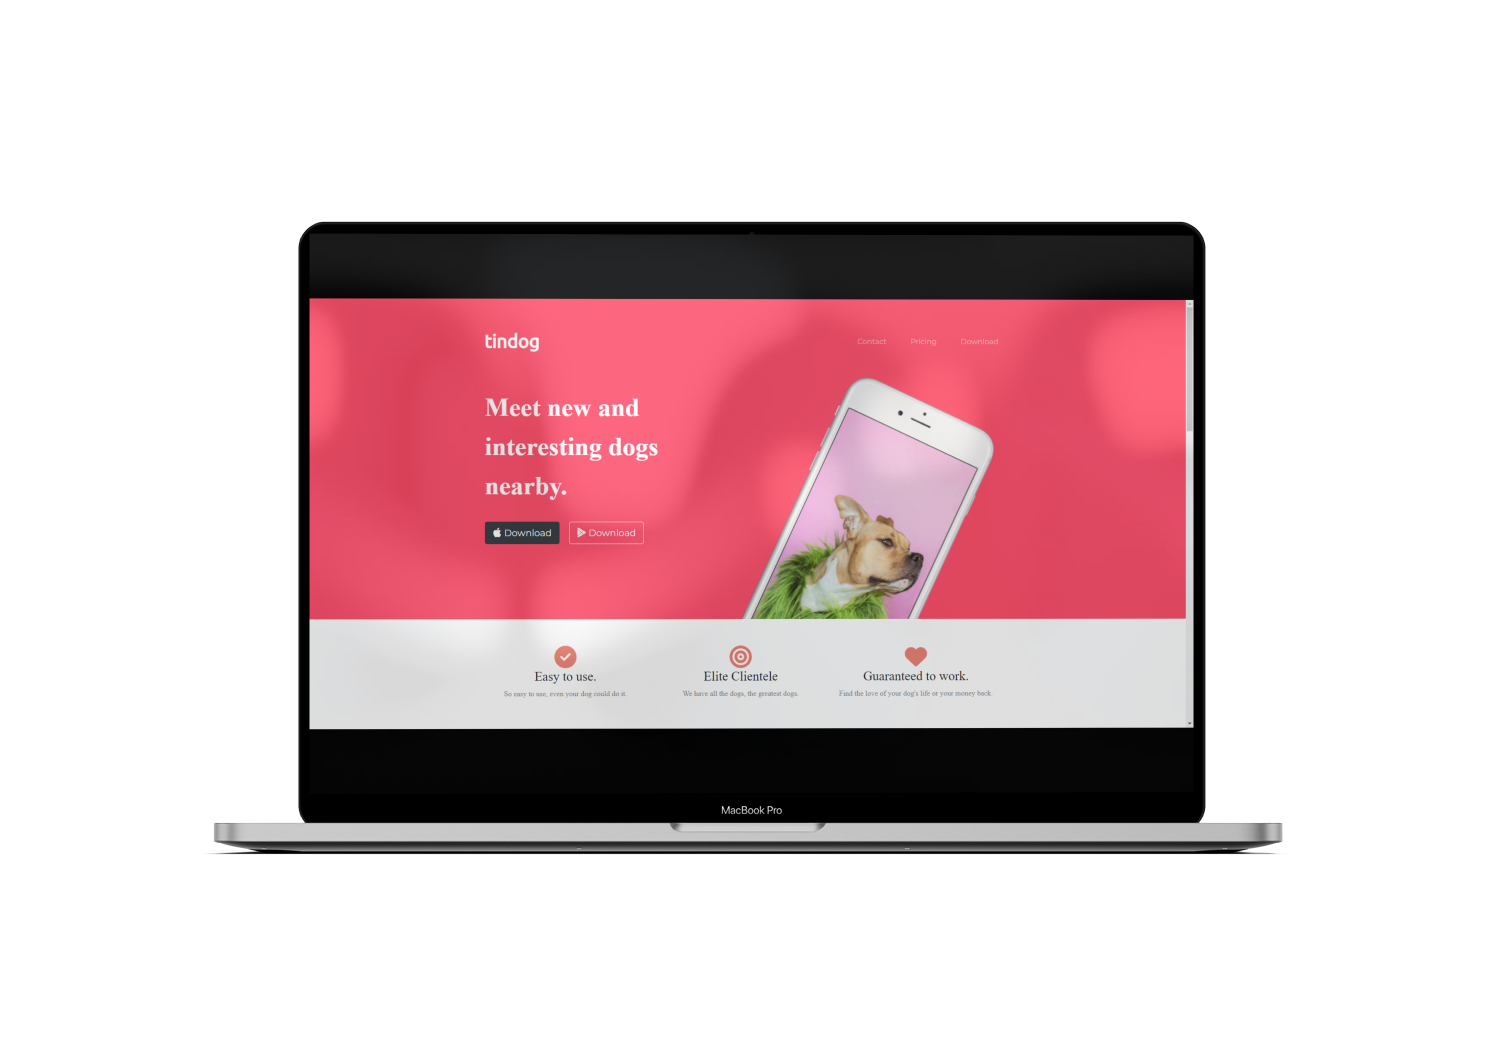 tindog
Contact Pricing Download
Meet new and
interesting dogs
nearby.
Download Download
Easy to use. Elite Clientele Guaranteed to work.
So easy to use, even your dog could do it. We have all the dogs, the greatest dogs. Find the love of your dog's life or your money back.
MacBook Pro